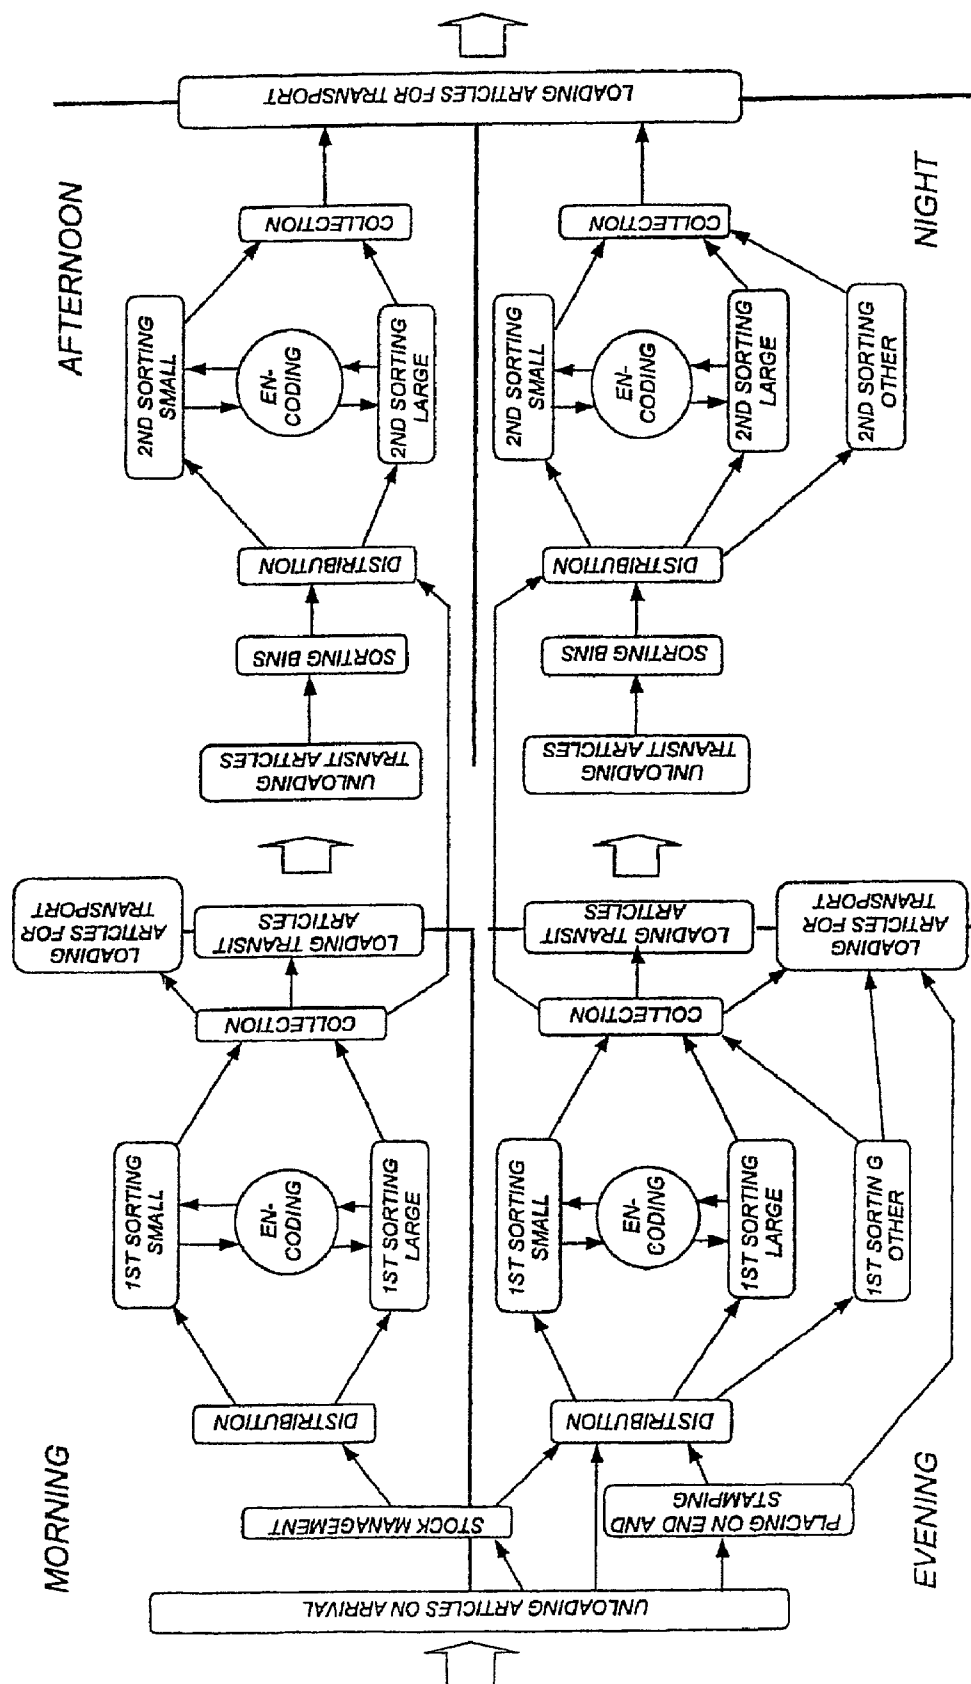 MORNING
AFTERNOON
UNLOADING ARTICLES ON ARRIVAL
STOCK MANAGEMENT
DISTRIBUTION
1ST SORTING
SMALL
EN-
CODING
1ST SORTING
LARGE
COLLECTION
LOADING
ARTICLES FOR
TRANSPORT
LOADING TRANSIT
ARTICLES
UNLOADING
TRANSIT ARTICLES
SORTING BINS
DISTRIBUTION
2ND SORTING
SMALL
EN-
CODING
2ND SORTING
LARGE
COLLECTION
LOADING ARTICLES FOR TRANSPORT
EVENING
NIGHT
PLACING ON END AND
STAMPING
DISTRIBUTION
1ST SORTING
SMALL
EN-
CODING
1ST SORTING
LARGE
1ST SORTIN G
OTHER
COLLECTION
LOADING TRANSIT
ARTICLES
LOADING
ARTICLES FOR
TRANSPORT
UNLOADING
TRANSIT ARTICLES
SORTING BINS
DISTRIBUTION
2ND SORTING
SMALL
EN-
CODING
2ND SORTING
LARGE
2ND SORTING
OTHER
COLLECTION